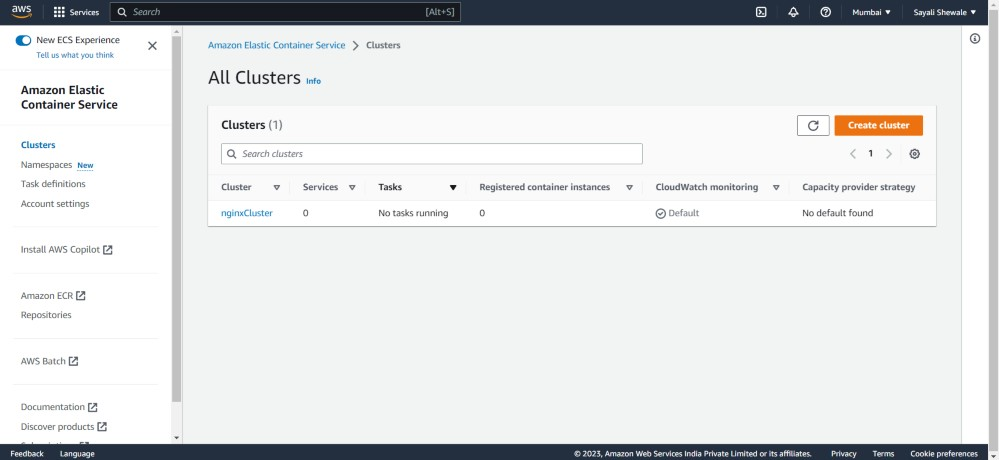 aws
Services
Search
[Alt+S]
Mumbai ▼
Sayali Shewale ▼
New ECS Experience
Tell us what you think
Amazon Elastic
Container Service
Clusters
Namespaces New
Task definitions
Account settings
Install AWS Copilot
Amazon ECR
Repositories
AWS Batch
Documentation
Discover products
Amazon Elastic Container Service > Clusters
All Clusters Info
Clusters (1)
Create cluster
Search clusters
< 1 >
Cluster Services Tasks Registered container instances CloudWatch monitoring Capacity provider strategy
nginxCluster 0 No tasks running 0 Default No default found
Feedback Language © 2023, Amazon Web Services India Private Limited or its affiliates. Privacy Terms Cookie preferences